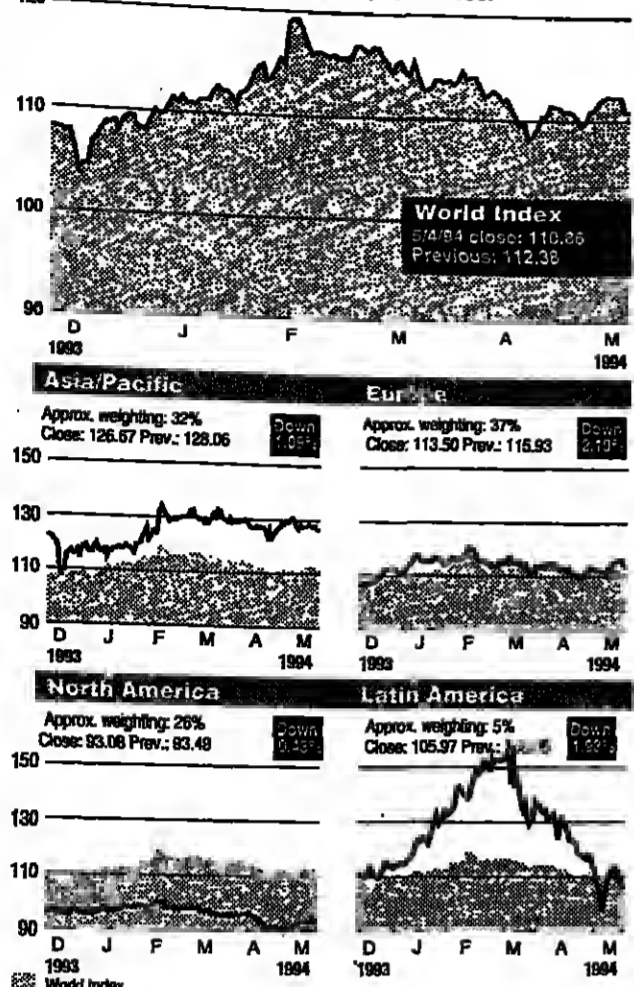 110
100
90
World Index
5/4/94 close: 110.86
Previous: 112.38
D J F M A M
1993 1994
Asia/Pacific
Approx. weighting: 32%
Close: 126.67 Prev.: 128.06
Down
150
130
110
90
D J F M A M
1993 1994
Europe
Approx. weighting: 37%
Close: 113.50 Prev.: 115.93
Down
D J F M A M
1993 1994
North America
Approx. weighting: 26%
Close: 93.08 Prev.: 93.49
Down
150
130
110
90
D J F M A M
1993 1994
Latin America
Approx. weighting: 5%
Close: 105.97 Prev.:
Down
D J F M A M
1993 1994
World Index